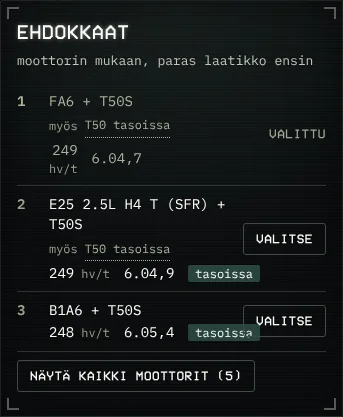 EHDOKKAAT
moottorin mukaan, paras laatikko ensin
1 FA6 + T50S
myös T50 tasoissa
VALITTU
249 hv/t 6.04,7
2 E25 2.5L H4 T (SFR) +
T50S
VALITSE
myös T50 tasoissa
249 hv/t 6.04,9 tasoissa
3 B1A6 + T50S
VALITSE
248 hv/t 6.05,4 tasoissa
NÄYTÄ KAIKKI MOOTTORIT (5)